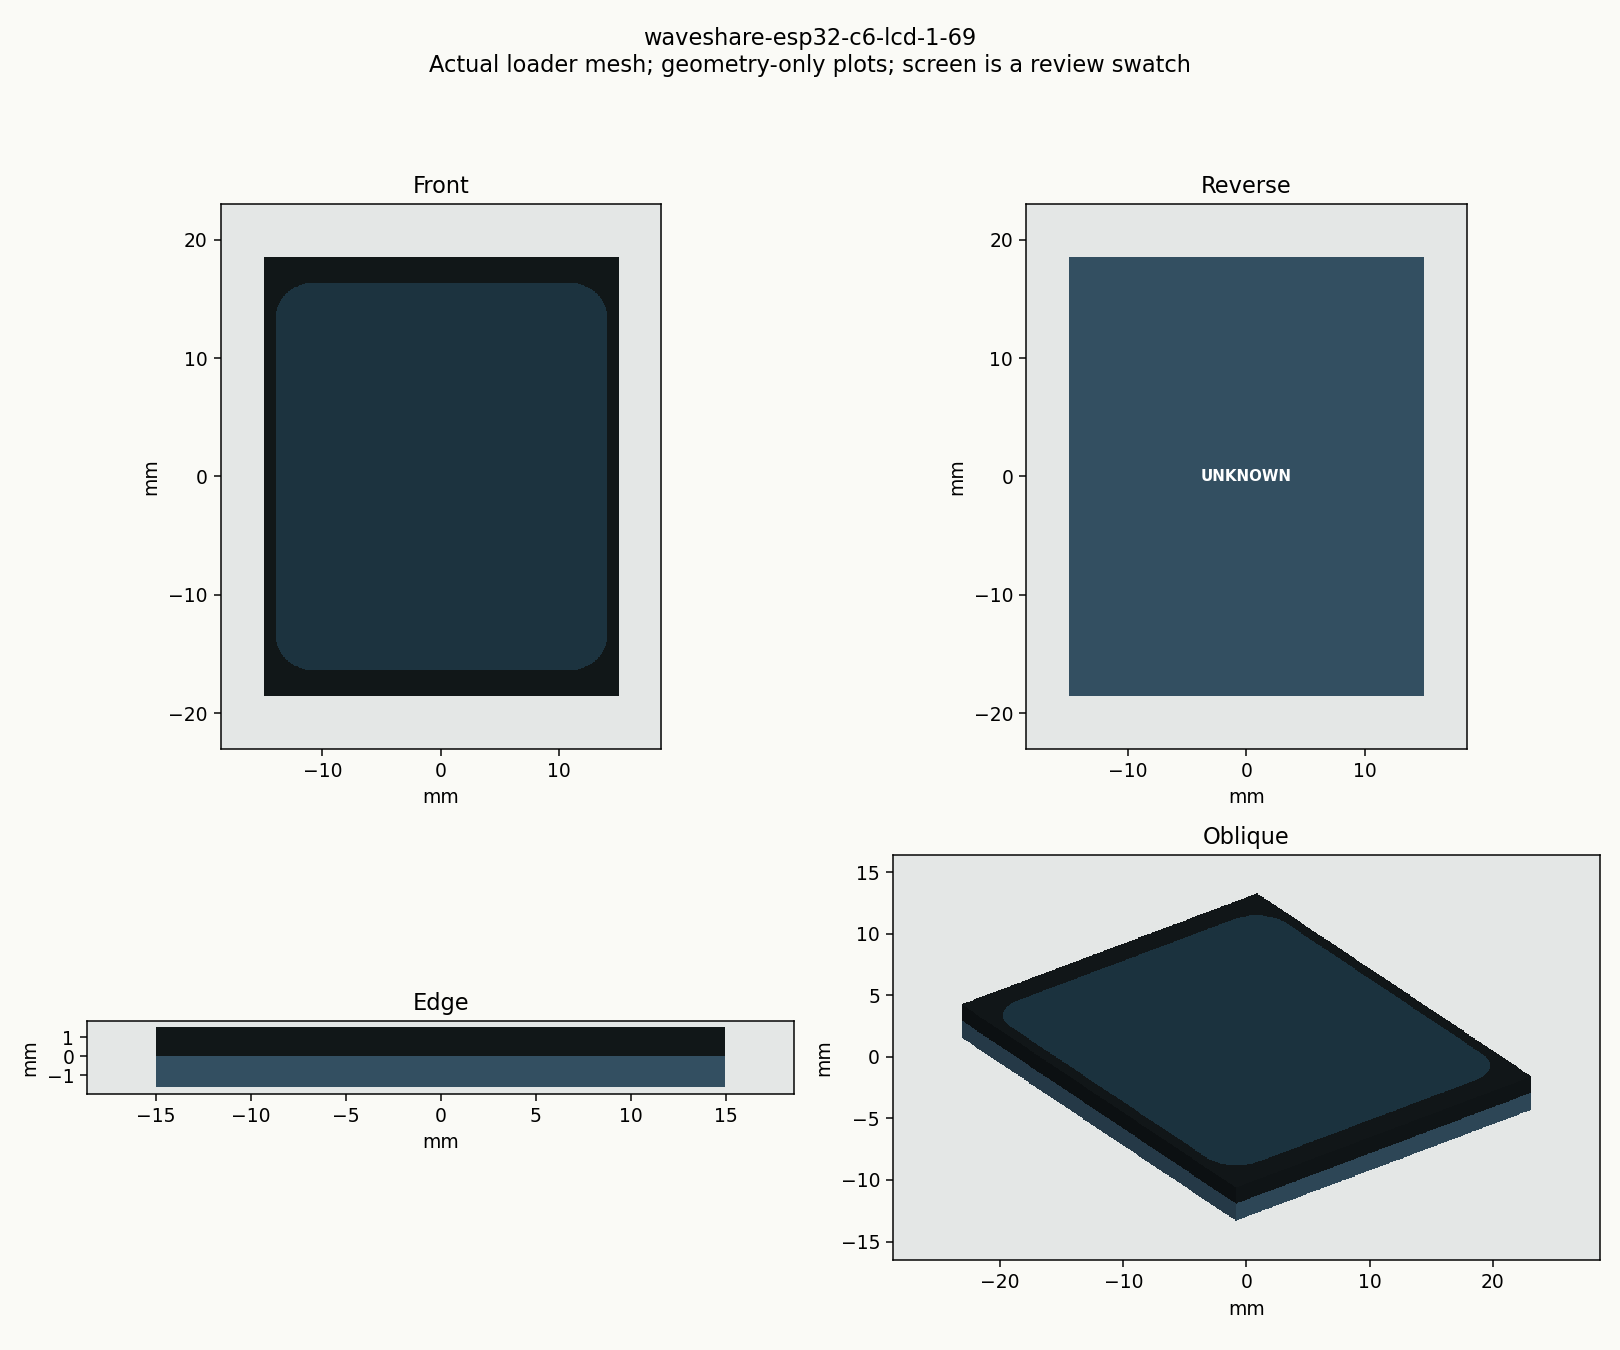 waveshare-esp32-c6-lcd-1-69
Actual loader mesh; geometry-only plots; screen is a review swatch
Front
20
10
0
−10
−20
mm
−10 0 10
mm
Reverse
20
10
0
−10
−20
mm
UNKNOWN
−10 0 10
mm
Edge
1
0
−1
mm
−15 −10 −5 0 5 10 15
mm
Oblique
15
10
5
0
−5
−10
−15
mm
−20 −10 0 10 20
mm